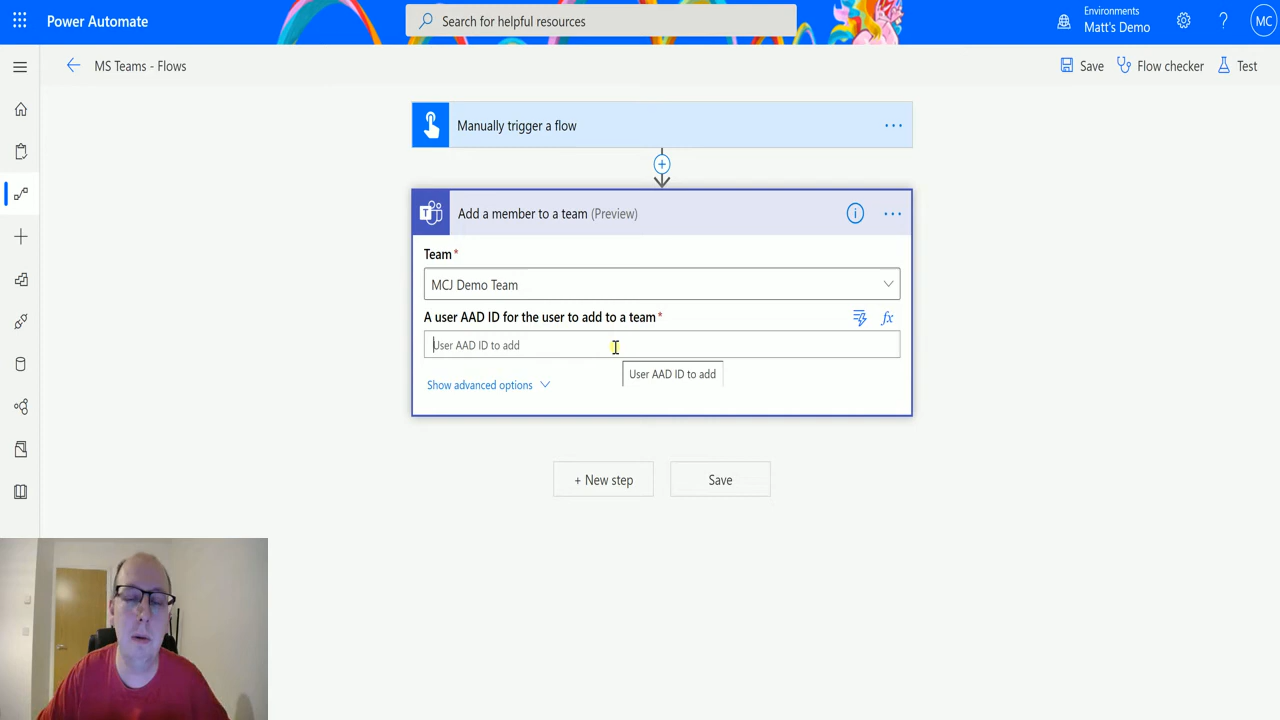 Power Automate
Search for helpful resources
Environments
Matt's Demo
?
MC
MS Teams - Flows
Save
Flow checker
Test
Manually trigger a flow
...
+
T
Add a member to a team (Preview)
i
...
Team *
MCJ Demo Team
A user AAD ID for the user to add to a team *
fx
User AAD ID to add
User AAD ID to add
Show advanced options
+ New step
Save